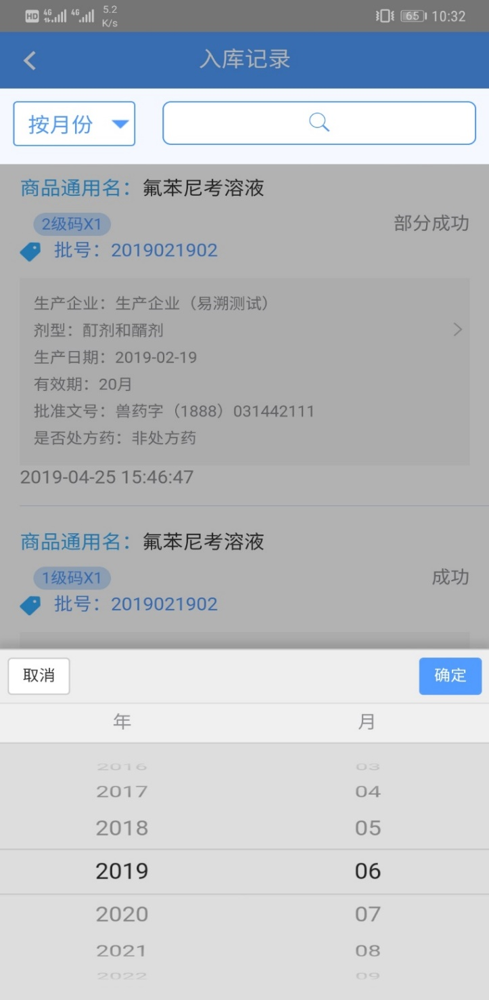 HD 4G 4G 5.2 K/s 65 10:32
入库记录
按月份
商品通用名：氟苯尼考溶液
2级码X1 部分成功
批号：2019021902
生产企业：生产企业（易溯测试）
剂型：酊剂和醑剂
生产日期：2019-02-19
有效期：20月
批准文号：兽药字（1888）031442111
是否处方药：非处方药
2019-04-25 15:46:47
商品通用名：氟苯尼考溶液
1级码X1 成功
批号：2019021902
取消 确定
年 月
2016 03
2017 04
2018 05
2019 06
2020 07
2021 08
2022 09